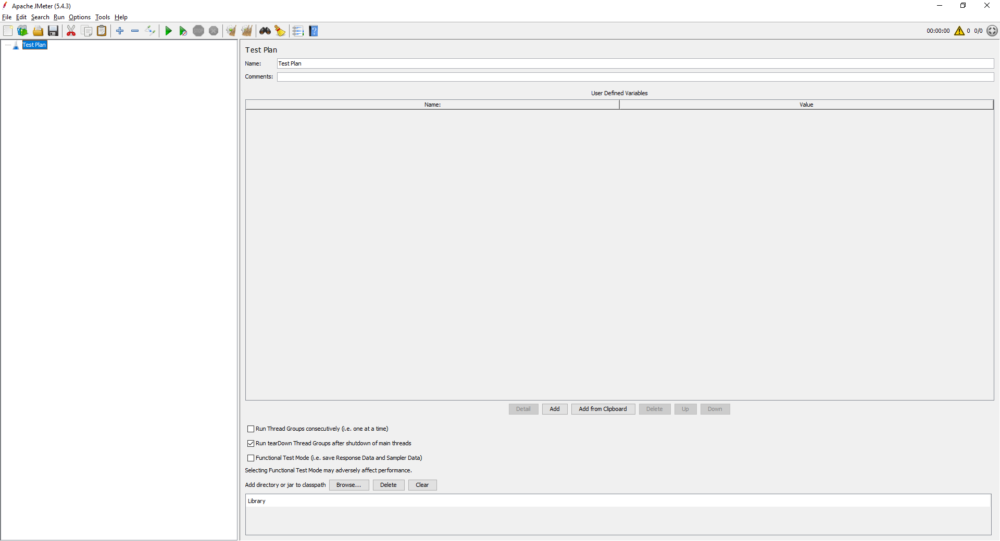 Apache JMeter (5.4.3)
File Edit Search Run Options Tools Help
STOP
00:00:00 0 0/0
Test Plan
Test Plan
Name: Test Plan
Comments:
User Defined Variables
Name: Value
Detail Add Add from Clipboard Delete Up Down
Run Thread Groups consecutively (i.e. one at a time)
Run tearDown Thread Groups after shutdown of main threads
Functional Test Mode (i.e. save Response Data and Sampler Data)
Selecting Functional Test Mode may adversely affect performance.
Add directory or jar to classpath Browse... Delete Clear
Library